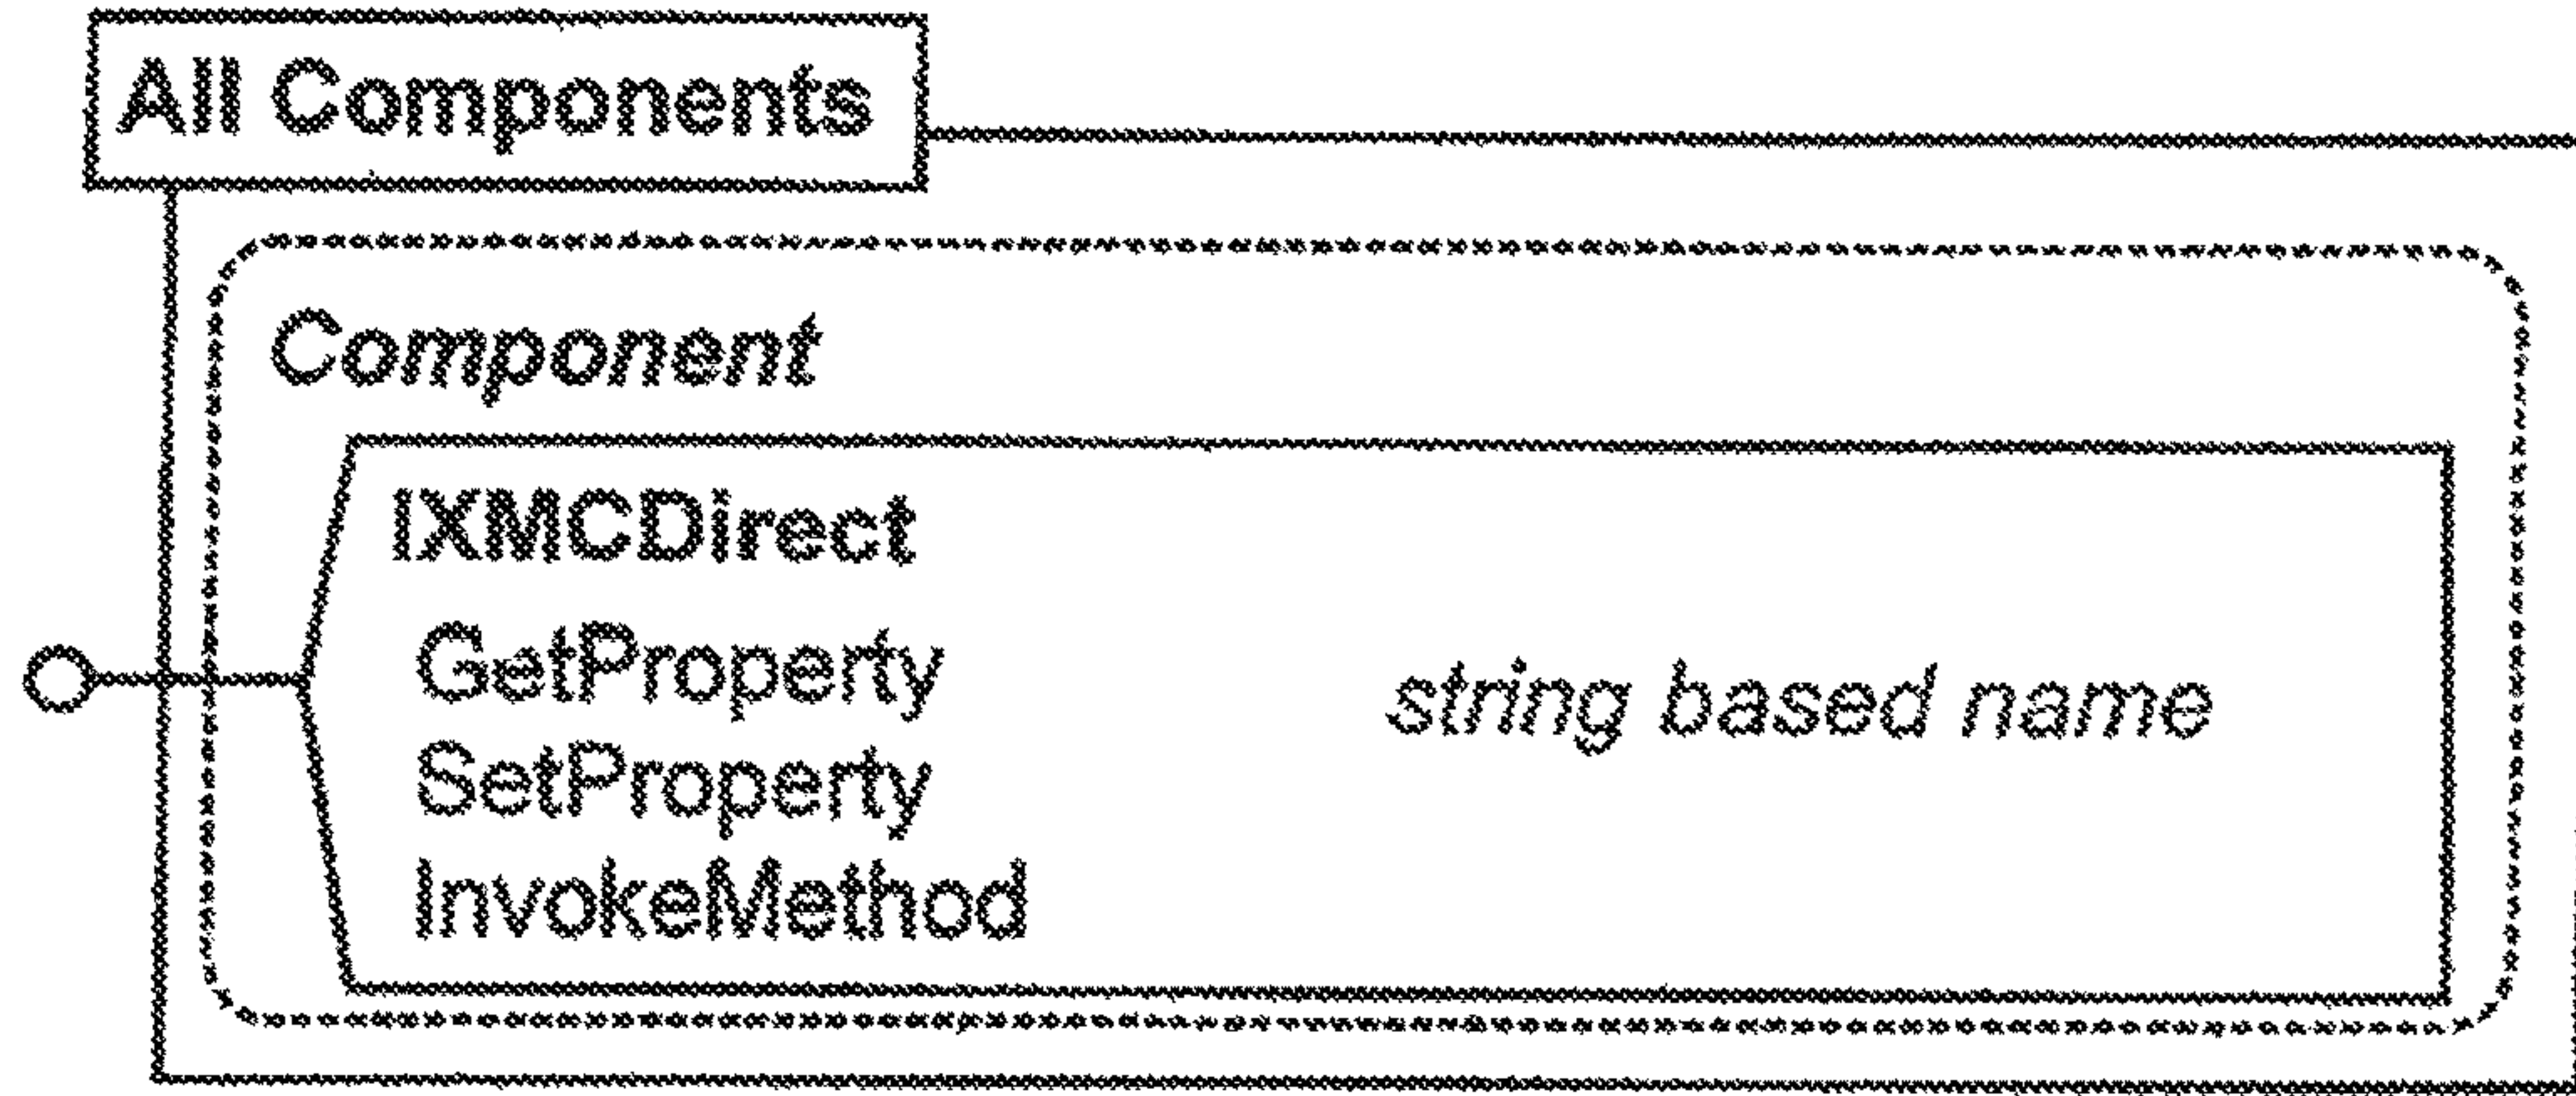 All Components
Component
IXMCDirect
GetProperty
string based name
SetProperty
InvokeMethod